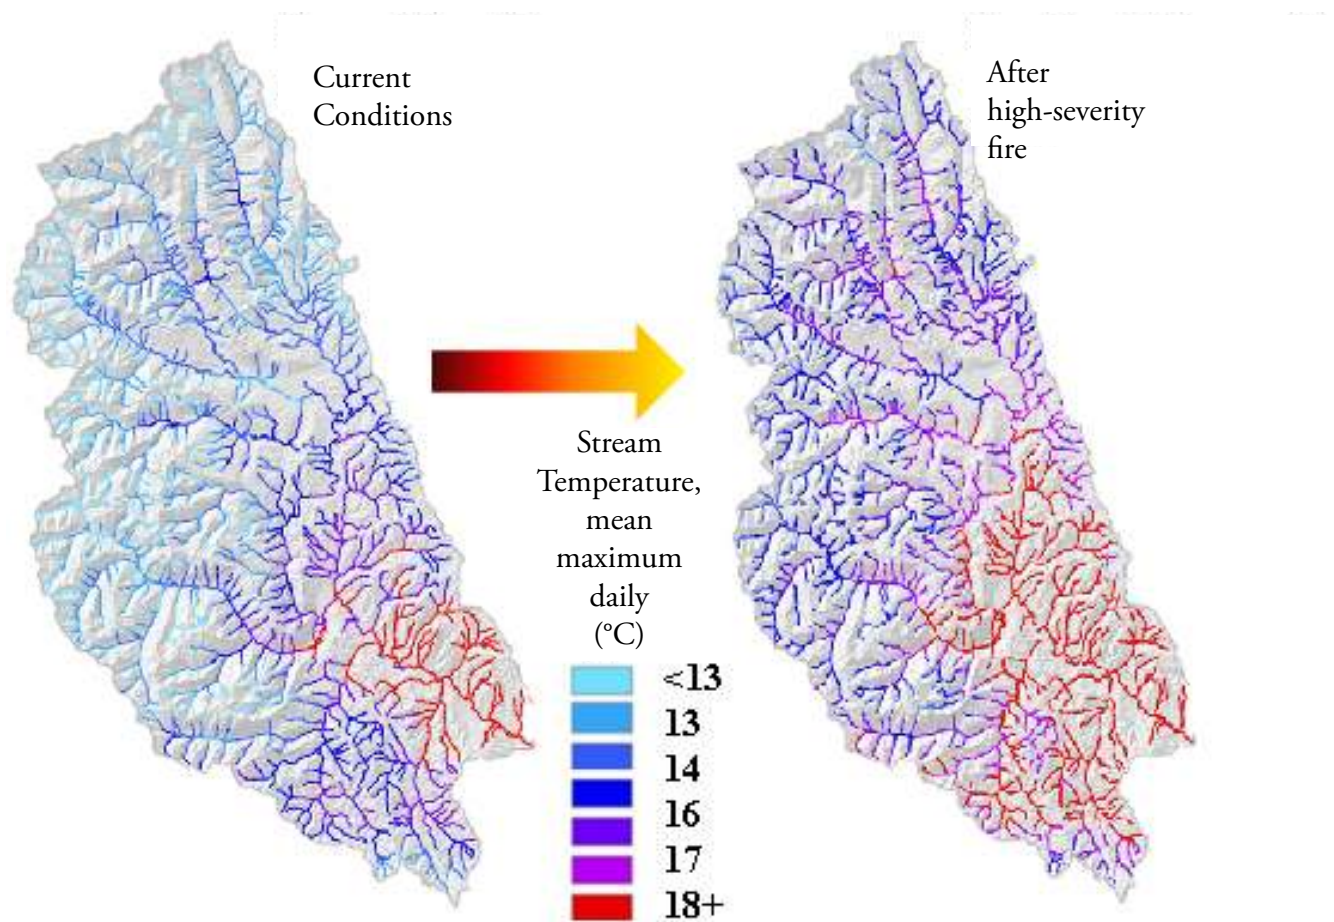 Current
Conditions
After
high-severity
fire
Stream
Temperature,
mean
maximum
daily
(°C)
<13
13
14
16
17
18+